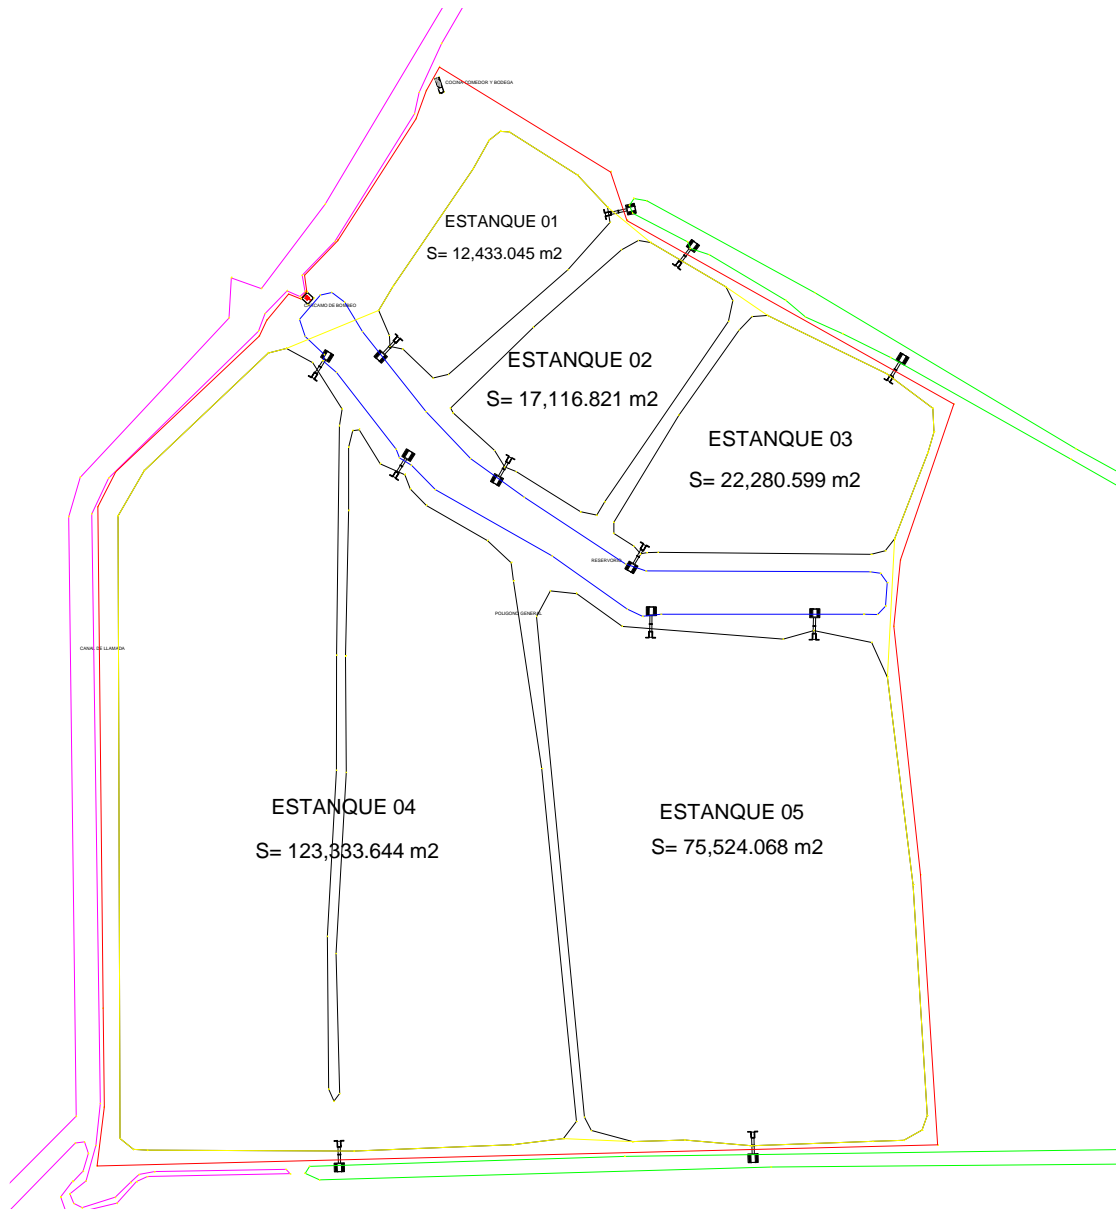 COCINA COMEDOR Y BODEGA
ESTANQUE 01
S= 12,433.045 m2
CARCAMO DE BOMBEO
ESTANQUE 02
S= 17,116.821 m2
ESTANQUE 03
S= 22,280.599 m2
RESERVORIO
POLIGONO GENERAL
CANAL DE LLAMADA
ESTANQUE 04
S= 123,333.644 m2
ESTANQUE 05
S= 75,524.068 m2